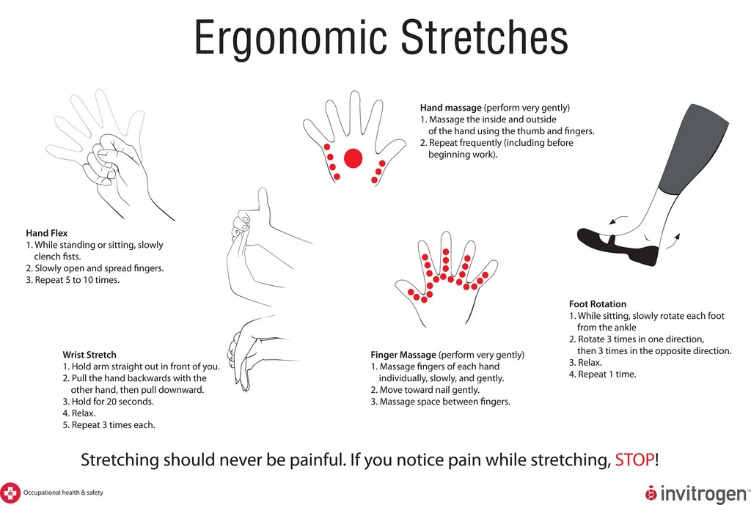 Ergonomic Stretches
Hand massage (perform very gently)
1. Massage the inside and outside
of the hand using the thumb and fingers.
2. Repeat frequently (including before
beginning work).
Hand Flex
1. While standing or sitting, slowly
clench fists.
2. Slowly open and spread fingers.
3. Repeat 5 to 10 times.
Foot Rotation
1. While sitting, slowly rotate each foot
from the ankle
2. Rotate 3 times in one direction,
then 3 times in the opposite direction.
3. Relax.
4. Repeat 1 time.
Wrist Stretch
1. Hold arm straight out in front of you.
2. Pull the hand backwards with the
other hand, then pull downward.
3. Hold for 20 seconds.
4. Relax.
5. Repeat 3 times each.
Finger Massage (perform very gently)
1. Massage fingers of each hand
individually, slowly, and gently.
2. Move toward nail gently.
3. Massage space between fingers.
Stretching should never be painful. If you notice pain while stretching, STOP!
Occupational health & safety
invitrogen™